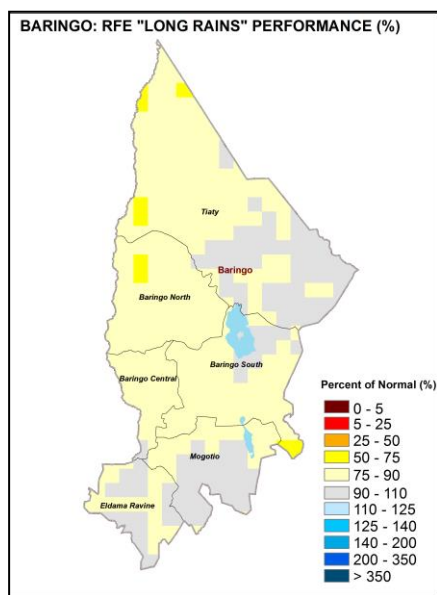 BARINGO: RFE "LONG RAINS" PERFORMANCE (%)
Tiaty
Baringo
Baringo North
Baringo South
Baringo Central
Mogotio
Eldama Ravine
Percent of Normal (%)
0 - 5
5 - 25
25 - 50
50 - 75
75 - 90
90 - 110
110 - 125
125 - 140
140 - 200
200 - 350
> 350